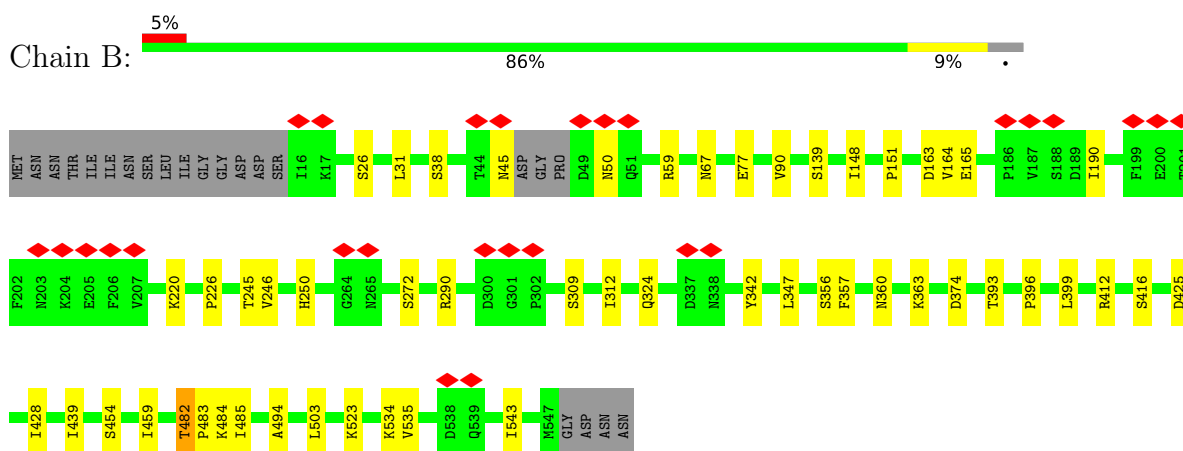 5%
Chain B:
86% 9% •
MET ASN ASN THR ILE ILE ASN SER LEU ILE GLY GLY ASP ASP SER I16 K17 S26 L31 S38 T44 N45 ASP GLY PRO D49 N50 Q51 R59 N67 E77 V90 S139 I148 P151 D163 V164 E165 P186 V187 S188 D189 I190 F199 E200 T201
F202 N203 K204 E205 F206 V207 K220 P226 T245 V246 H250 G264 N265 S272 R290 D300 G301 P302 S309 I312 Q324 D337 N338 Y342 L347 S356 F357 N360 K363 D374 T393 P396 L399 R412 S416 D425
I428 I439 S454 I459 T482 P483 K484 I485 A494 L503 K523 K534 V535 D538 Q539 I543 M547 GLY ASP ASN ASN